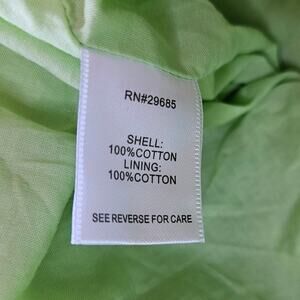 RN#29685
SHELL:
100%COTTON
LINING:
100%COTTON
SEE REVERSE FOR CARE